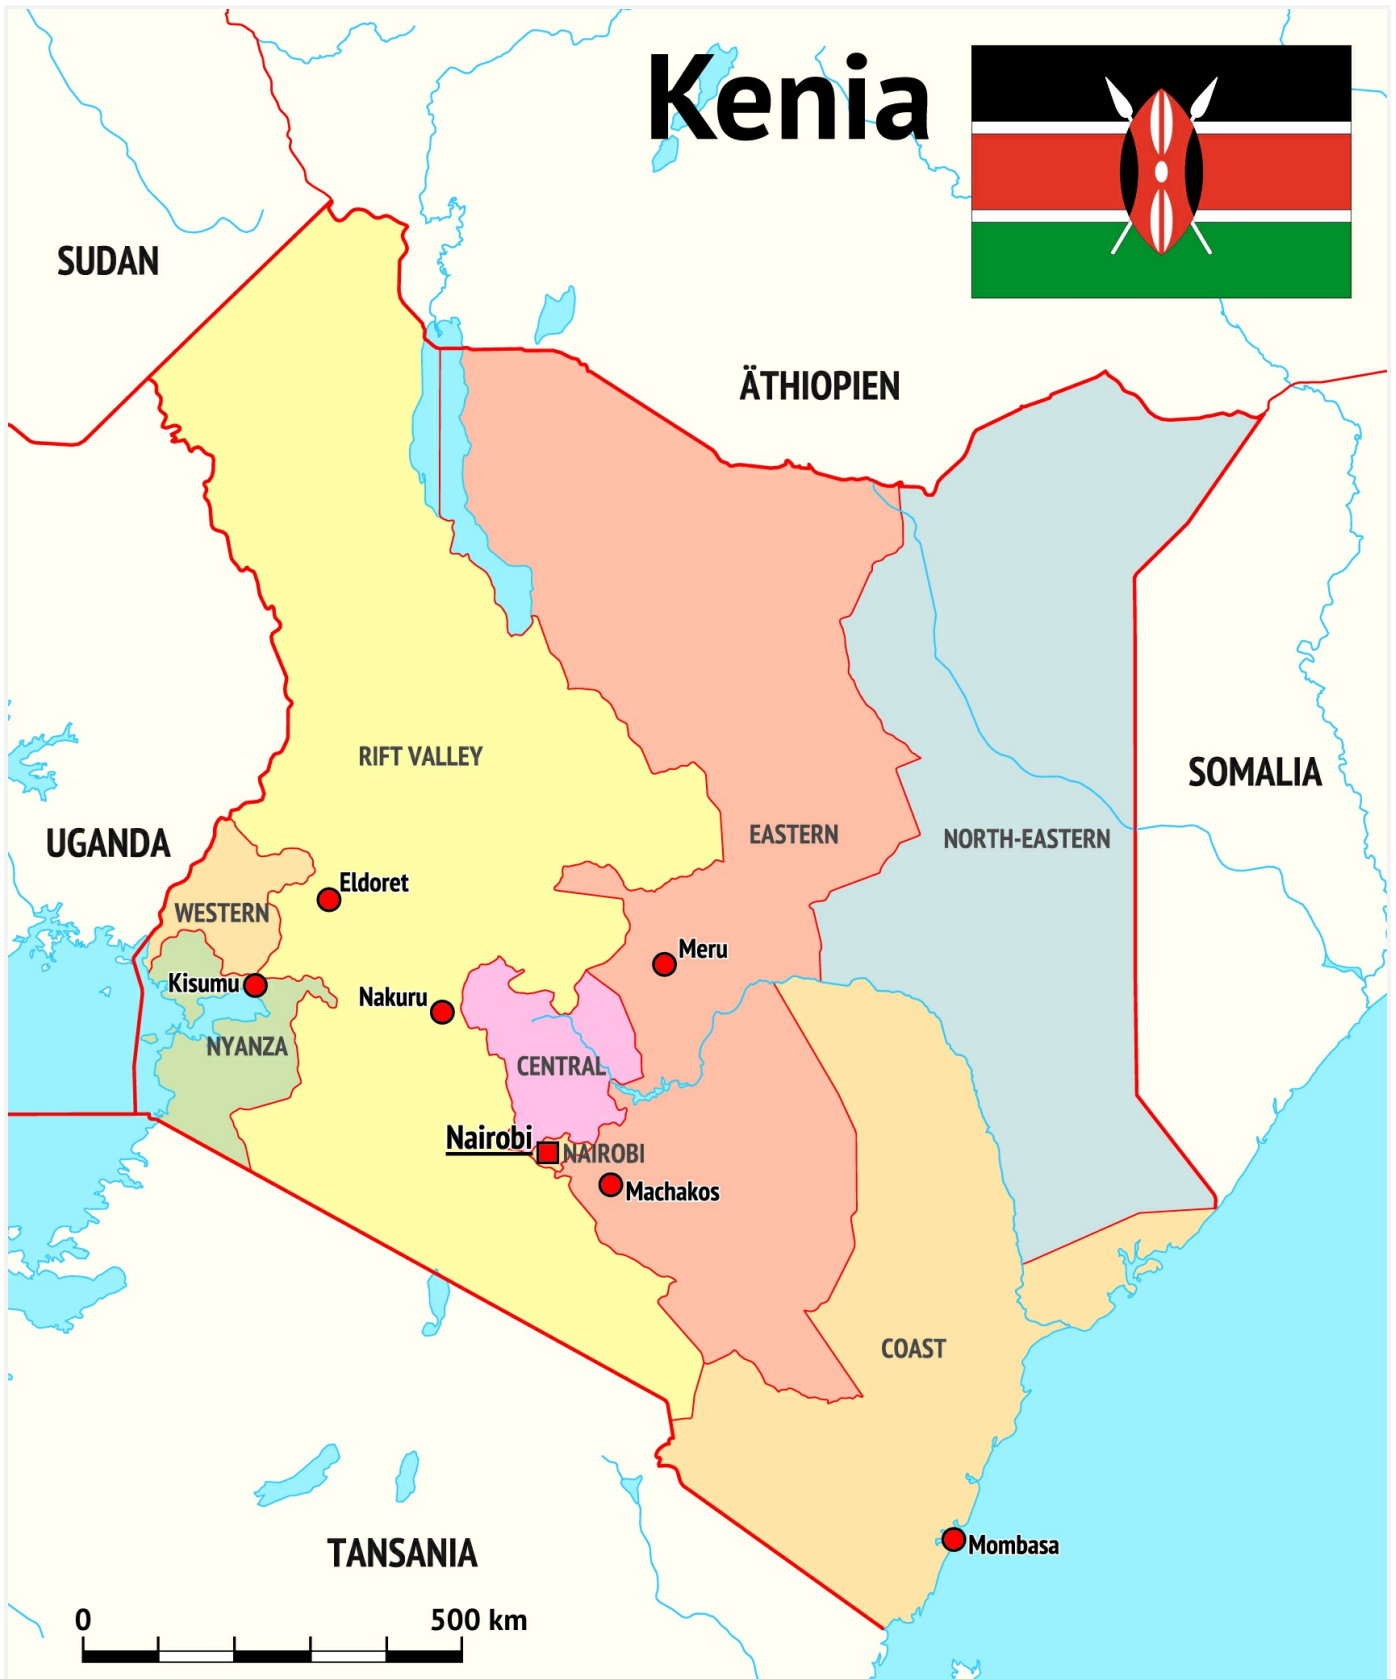 Kenia
SUDAN
ÄTHIOPIEN
RIFT VALLEY
SOMALIA
EASTERN
NORTH-EASTERN
UGANDA
Eldoret
WESTERN
Meru
Kisumu
Nakuru
NYANZA
CENTRAL
Nairobi
NAIROBI
Machakos
COAST
Mombasa
TANSANIA
0 500 km